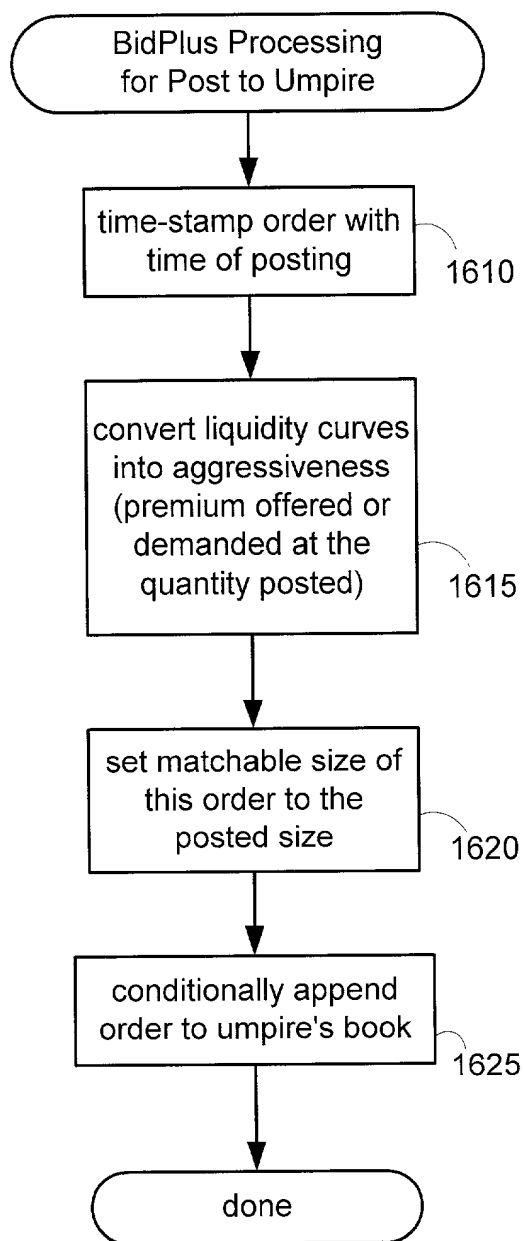 BidPlus Processing
for Post to Umpire
time-stamp order with
time of posting
1610
convert liquidity curves
into aggressiveness
(premium offered or
demanded at the
quantity posted)
1615
set matchable size of
this order to the
posted size
1620
conditionally append
order to umpire's book
1625
done